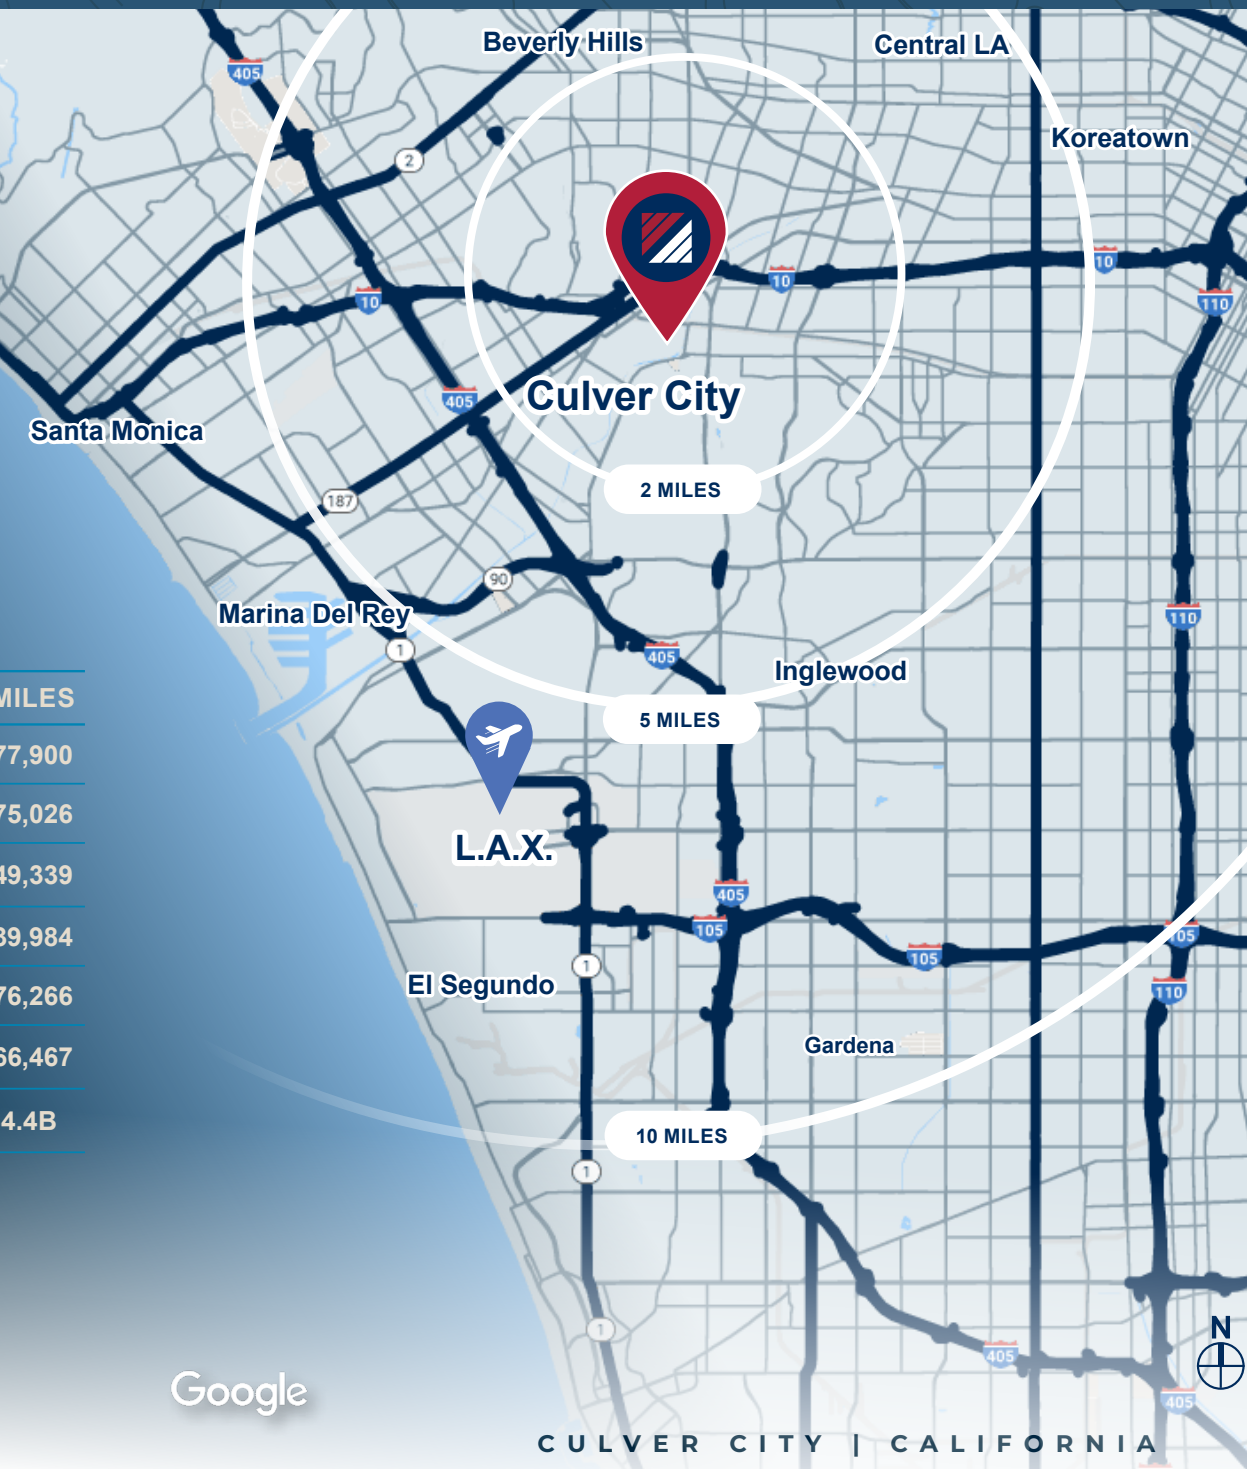 Beverly Hills
Central LA
405
Koreatown
2
10
10
10
110
405
Culver City
Santa Monica
2 MILES
187
90
Marina Del Rey
110
1
405
Inglewood
MILES
5 MILES
77,900
75,026
L.A.X.
49,339
405
105
39,984
105
105
1
El Segundo
76,266
110
Gardena
66,467
4.4B
10 MILES
1
1
N
405
Google
405
CULVER CITY | CALIFORNIA